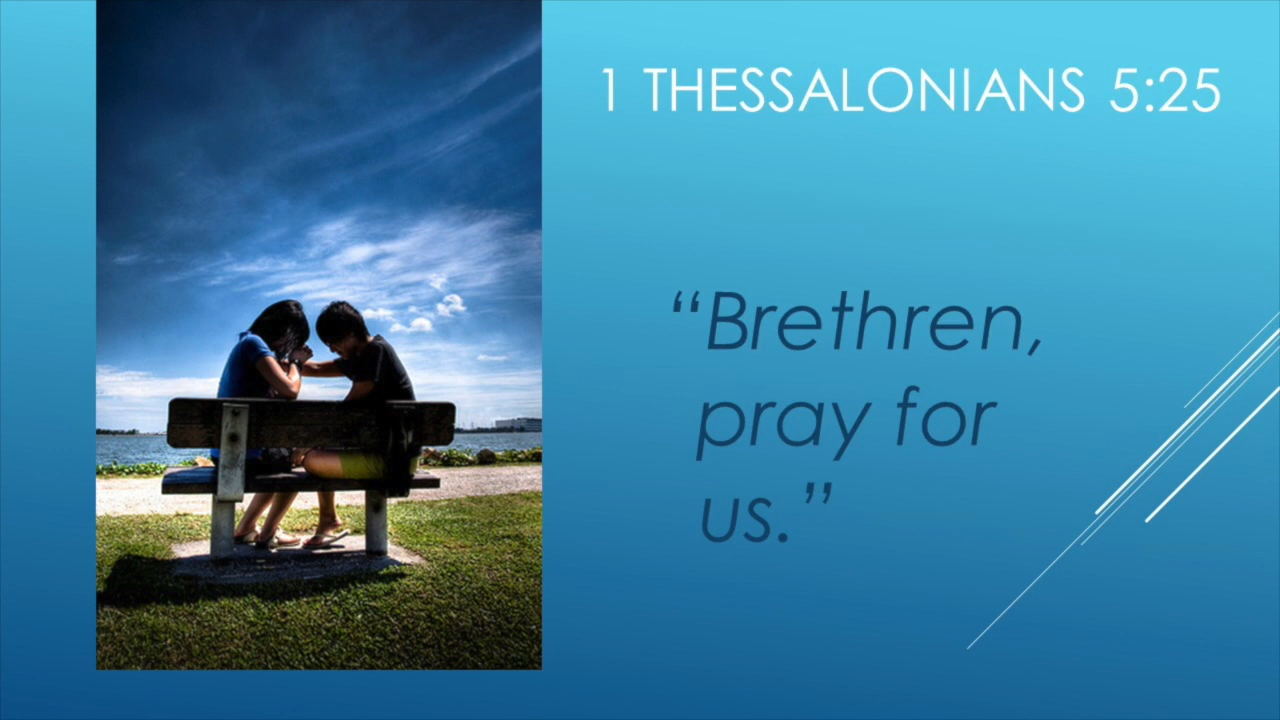 1 THESSALONIANS 5:25
“Brethren,
pray for
us.”